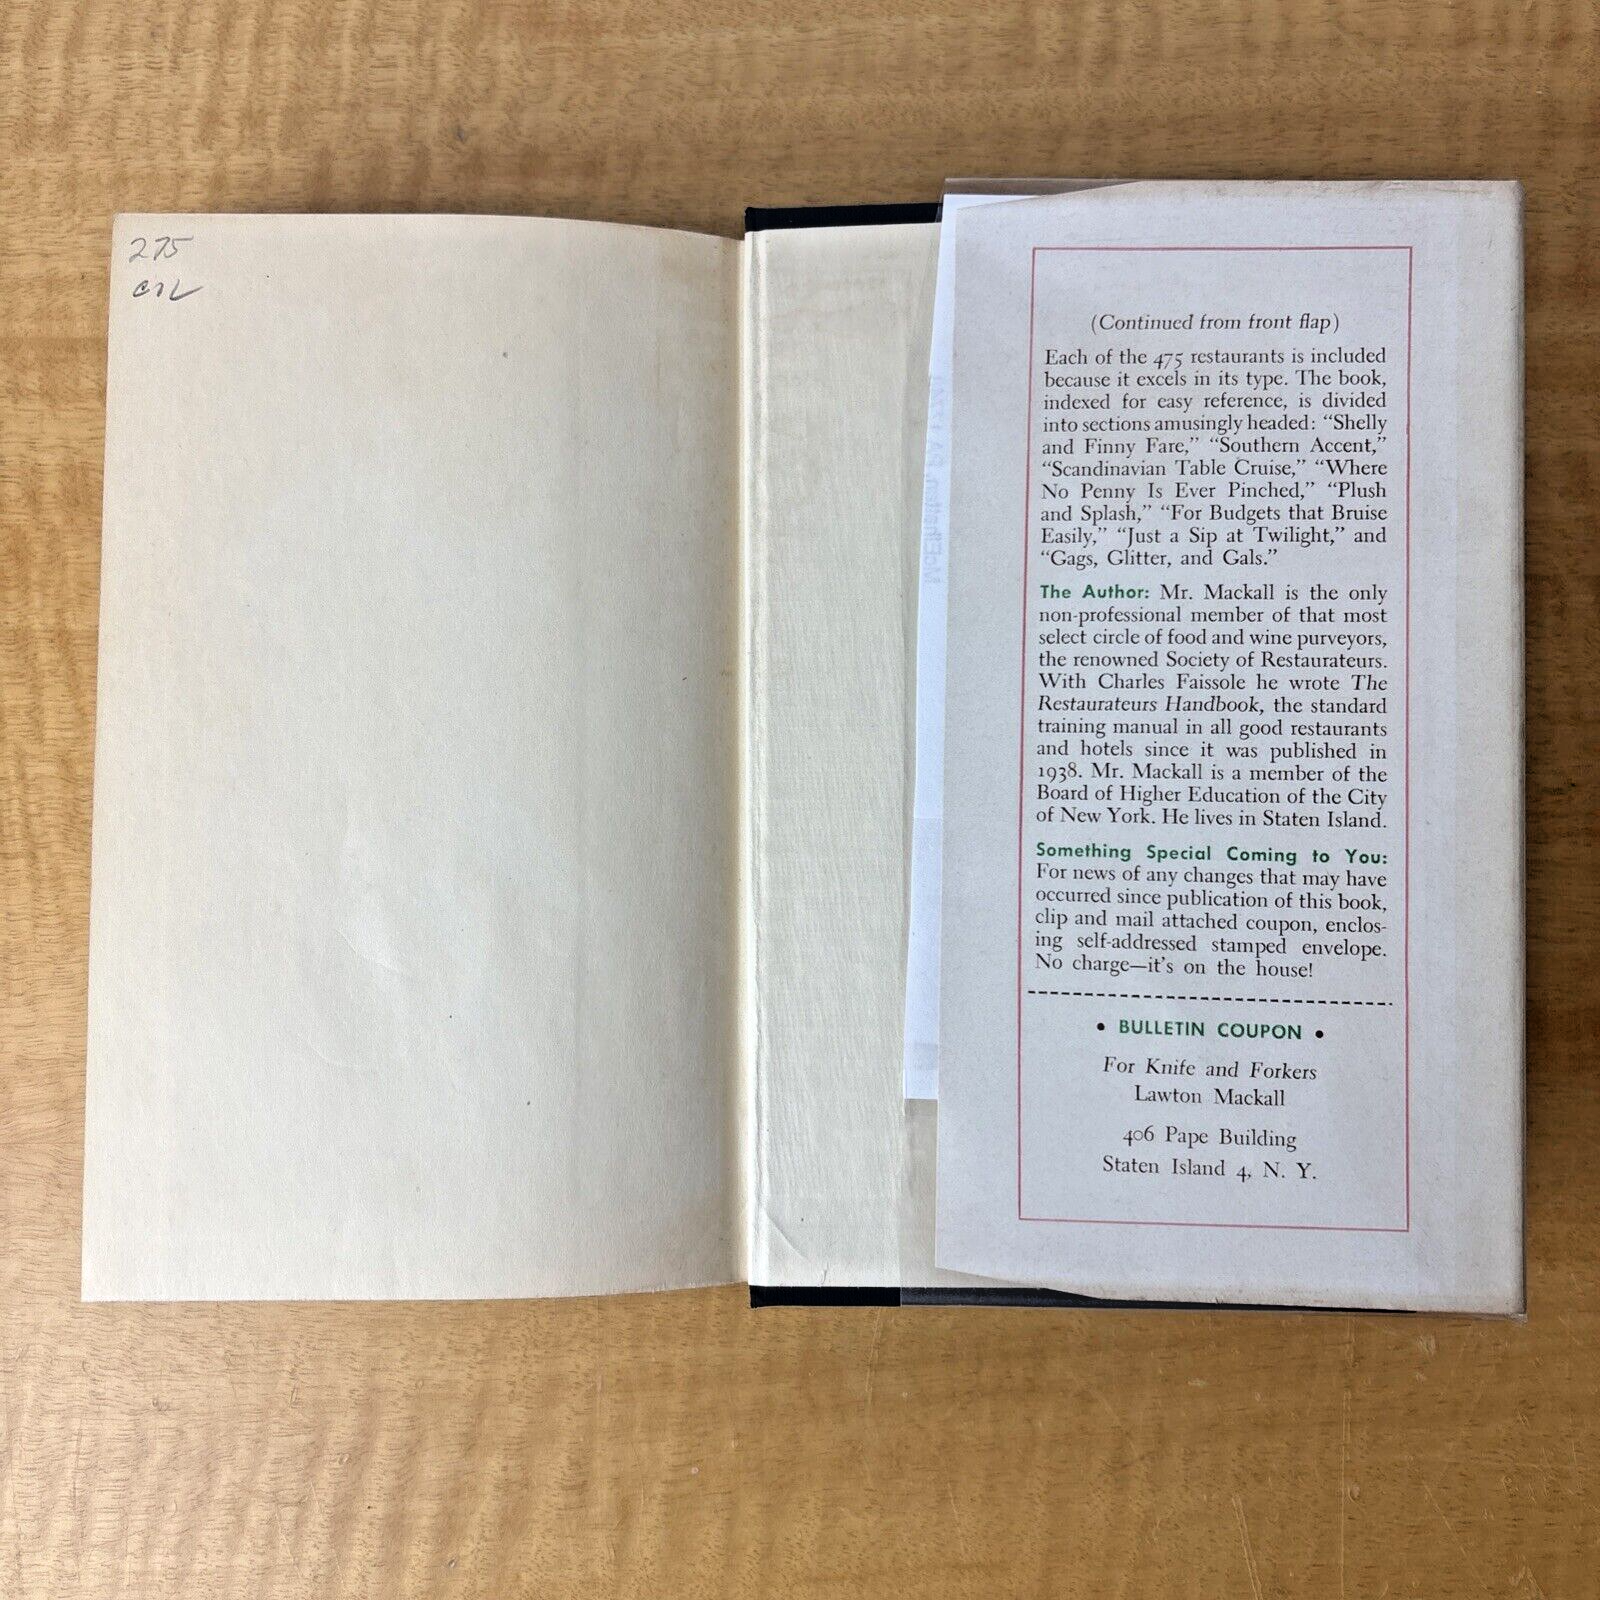 275
(Continued from front flap)
Each of the 475 restaurants is included
because it excels in its type. The book,
indexed for easy reference, is divided
into sections amusingly headed: “Shelly
and Finny Fare,” “Southern Accent,”
“Scandinavian Table Cruise,” “Where
No Penny Is Ever Pinched,” “Plush
and Splash,” “For Budgets that Bruise
Easily,” “Just a Sip at Twilight,” and
“Gags, Glitter, and Gals.”
The Author: Mr. Mackall is the only
non-professional member of that most
select circle of food and wine purveyors,
the renowned Society of Restaurateurs.
With Charles Faissole he wrote The
Restaurateurs Handbook, the standard
training manual in all good restaurants
and hotels since it was published in
1938. Mr. Mackall is a member of the
Board of Higher Education of the City
of New York. He lives in Staten Island.
Something Special Coming to You:
For news of any changes that may have
occurred since publication of this book,
clip and mail attached coupon, enclos-
ing self-addressed stamped envelope.
No charge—it’s on the house!
• BULLETIN COUPON •
For Knife and Forkers
Lawton Mackall
406 Pape Building
Staten Island 4, N. Y.